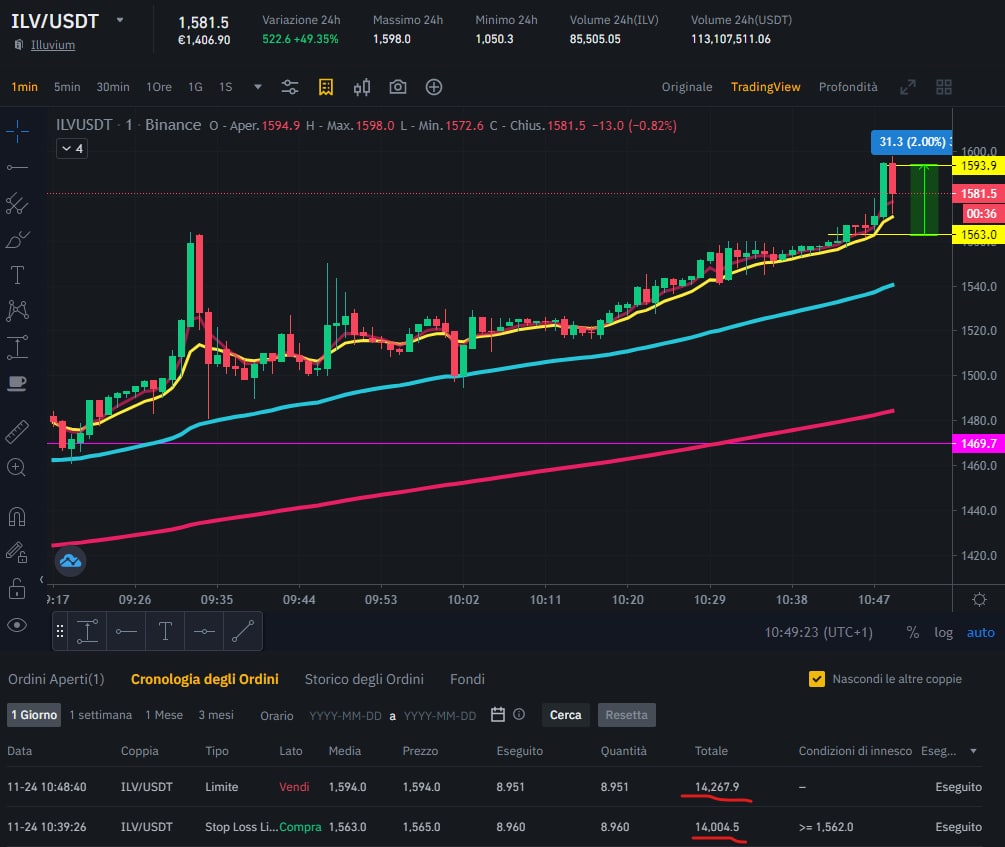 ILV/USDT
Illuvium
1,581.5
€1,406.90
Variazione 24h
522.6 +49.35%
Massimo 24h
1,598.0
Minimo 24h
1,050.3
Volume 24h(ILV)
85,505.05
Volume 24h(USDT)
113,107,511.06
1min 5min 30min 1Ore 1G 1S
Originale TradingView Profondità
ILVUSDT · 1 · Binance O - Aper.1594.9 H - Max.1598.0 L - Min.1572.6 C - Chius.1581.5 −13.0 (−0.82%)
4
31.3 (2.00%)
1600.0
1593.9
1581.5
00:36
1563.0
1540.0
1520.0
1500.0
1480.0
1469.7
1460.0
1440.0
1420.0
9:17 09:26 09:35 09:44 09:53 10:02 10:11 10:20 10:29 10:38 10:47
10:49:23 (UTC+1) % log auto
Ordini Aperti(1) Cronologia degli Ordini Storico degli Ordini Fondi Nascondi le altre coppie
1 Giorno 1 settimana 1 Mese 3 mesi Orario YYYY-MM-DD a YYYY-MM-DD Cerca Resetta
Data Coppia Tipo Lato Media Prezzo Eseguito Quantità Totale Condizioni di innesco Eseg...
11-24 10:48:40 ILV/USDT Limite Vendi 1,594.0 1,594.0 8.951 8.951 14,267.9 – Eseguito
11-24 10:39:26 ILV/USDT Stop Loss Li... Compra 1,563.0 1,565.0 8.960 8.960 14,004.5 >= 1,562.0 Eseguito